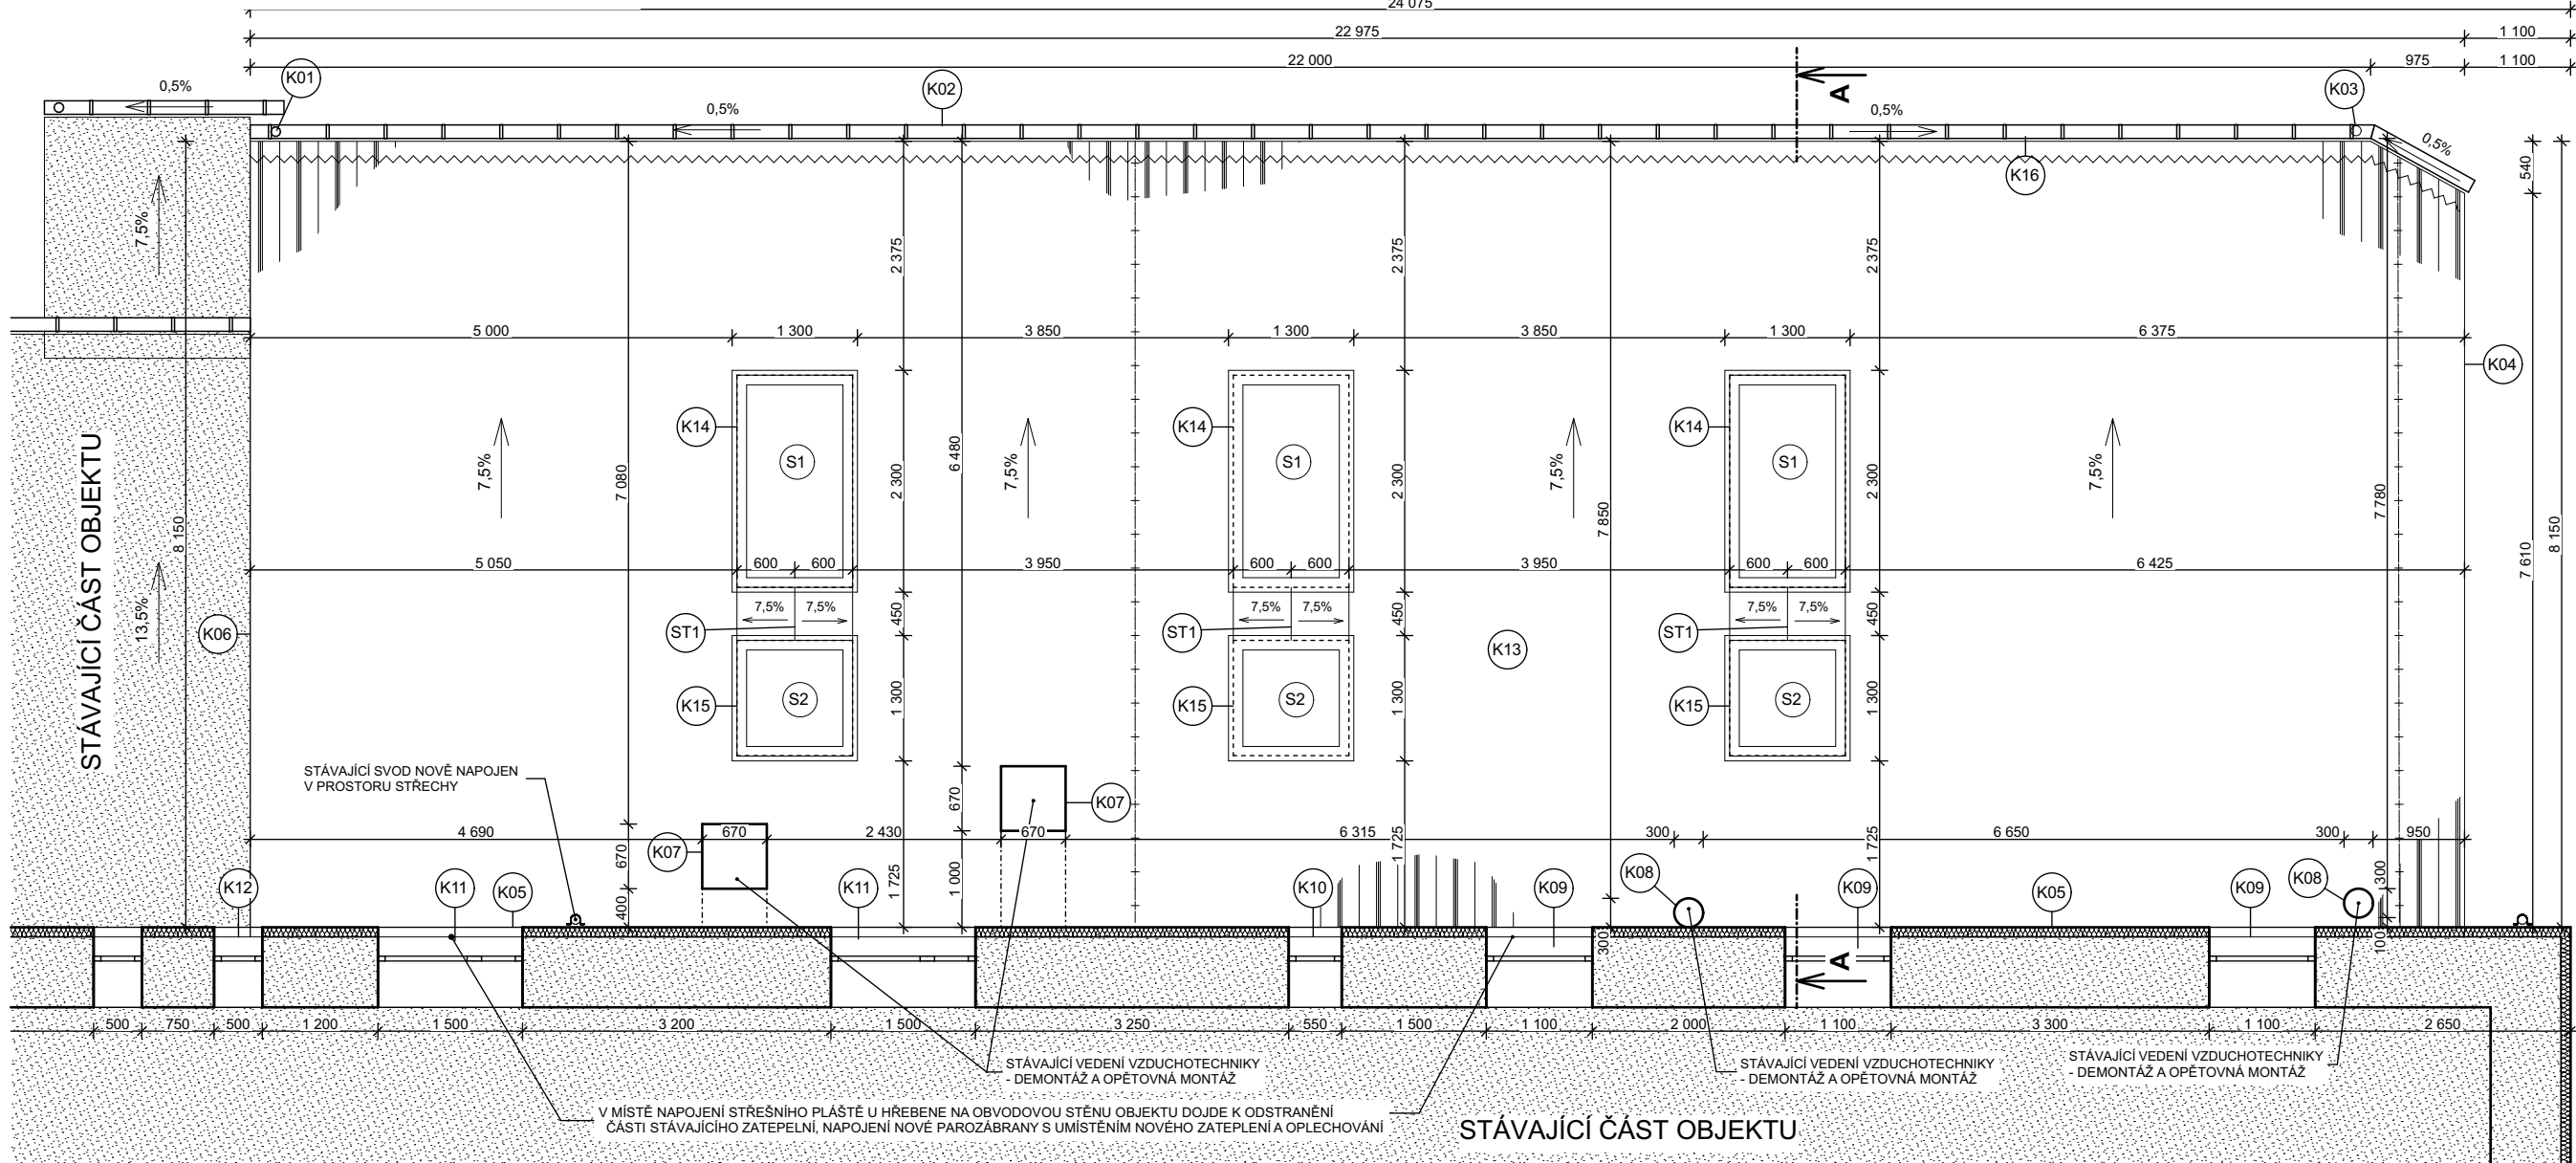 24 075
22 975 1 100
22 000 975 1 100
K01 K02 K03
0,5% 0,5% 0,5% 0,5%
A
K16
540
7,5%
2 375 2 375 2 375
5 000 1 300 3 850 1 300 3 850 1 300 6 375
K04
K14 K14 K14
S1 S1 S1
7,5% 7,5% 7,5% 7,5%
8 150 7 080 2 300 6 480 2 300 7 850 2 300 7 780 7 610 8 150
STÁVAJÍCÍ ČÁST OBJEKTU
5 050 600 600 3 950 600 600 3 950 600 600 6 425
13,5%
7,5% 7,5% 7,5% 7,5% 7,5% 7,5%
450 450 450
K06 ST1 ST1 ST1
K13
K15 S2 K15 S2 K15 S2
1 300 1 300 1 300
STÁVAJÍCÍ SVOD NOVĚ NAPOJEN
V PROSTORU STŘECHY
K07
670
4 690 670 2 430 670 6 315 300 6 650 300 950
K07
670 1 725 1 725
400 1 725 1 000 300
K12 K11 K05 K11 K10 K09 K08 K09 K05 K09 K08
300 100
A
500 750 500 1 200 1 500 3 200 1 500 3 250 550 1 500 1 100 2 000 1 100 3 300 1 100 2 650
STÁVAJÍCÍ VEDENÍ VZDUCHOTECHNIKY
- DEMONTÁŽ A OPĚTOVNÁ MONTÁŽ
STÁVAJÍCÍ VEDENÍ VZDUCHOTECHNIKY
- DEMONTÁŽ A OPĚTOVNÁ MONTÁŽ
STÁVAJÍCÍ VEDENÍ VZDUCHOTECHNIKY
- DEMONTÁŽ A OPĚTOVNÁ MONTÁŽ
V MÍSTĚ NAPOJENÍ STŘEŠNÍHO PLÁŠTĚ U HŘEBENE NA OBVODOVOU STĚNU OBJEKTU DOJDE K ODSTRANĚNÍ
ČÁSTI STÁVAJÍCÍHO ZATEPELNÍ, NAPOJENÍ NOVÉ PAROZÁBRANY S UMÍSTĚNÍM NOVÉHO ZATEPLENÍ A OPLECHOVÁNÍ
STÁVAJÍCÍ ČÁST OBJEKTU